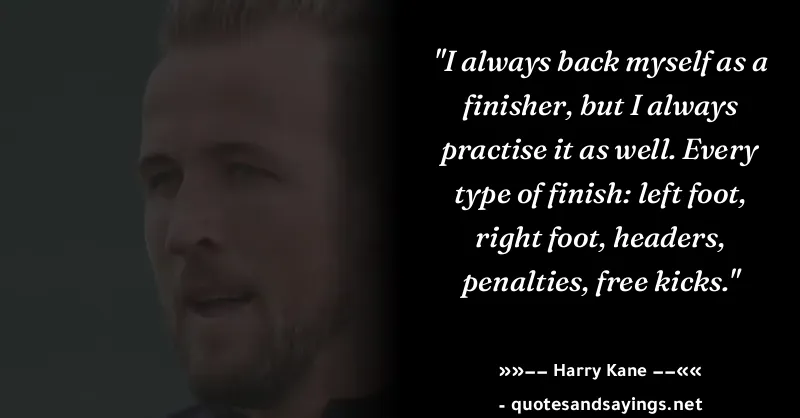 "I always back myself as a
finisher, but I always
practise it as well. Every
type of finish: left foot,
right foot, headers,
penalties, free kicks."
»»–– Harry Kane ––««
- quotesandsayings.net